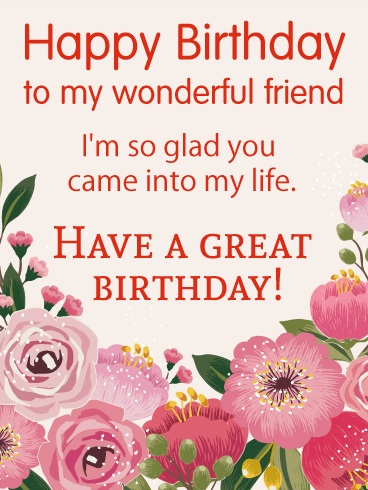 Happy Birthday
to my wonderful friend
I'm so glad you
came into my life.
HAVE A GREAT
BIRTHDAY!